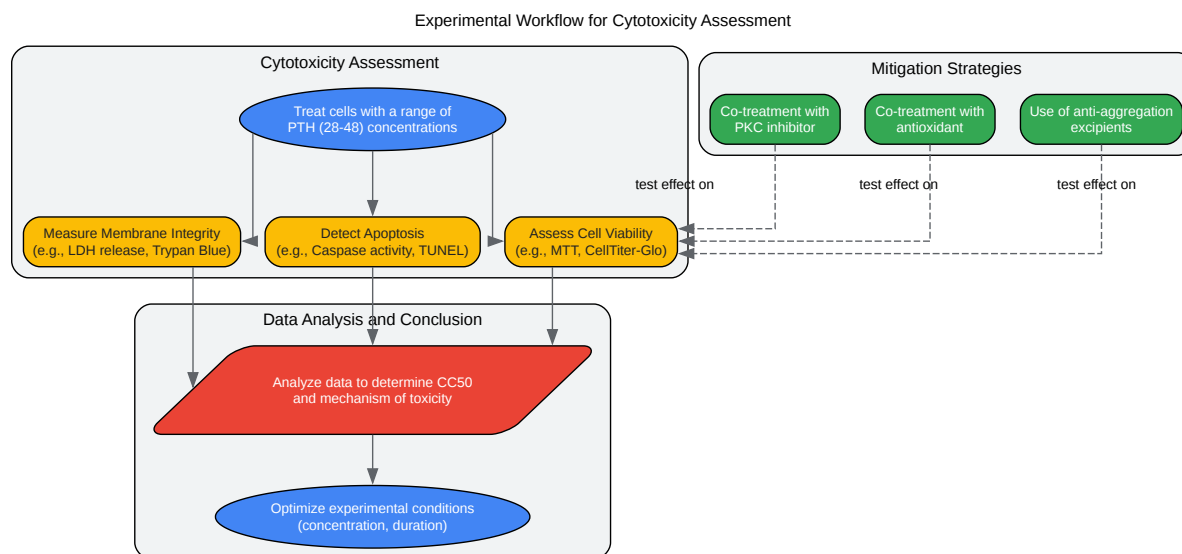 Experimental Workflow for Cytotoxicity Assessment
Cytotoxicity Assessment
Treat cells with a range of
PTH (28-48) concentrations
Mitigation Strategies
Co-treatment with
PKC inhibitor
Co-treatment with
antioxidant
Use of anti-aggregation
excipients
test effect on
test effect on
test effect on
Measure Membrane Integrity
(e.g., LDH release, Trypan Blue)
Detect Apoptosis
(e.g., Caspase activity, TUNEL)
Assess Cell Viability
(e.g., MTT, CellTiter-Glo)
Data Analysis and Conclusion
Analyze data to determine CC50
and mechanism of toxicity
Optimize experimental conditions
(concentration, duration)